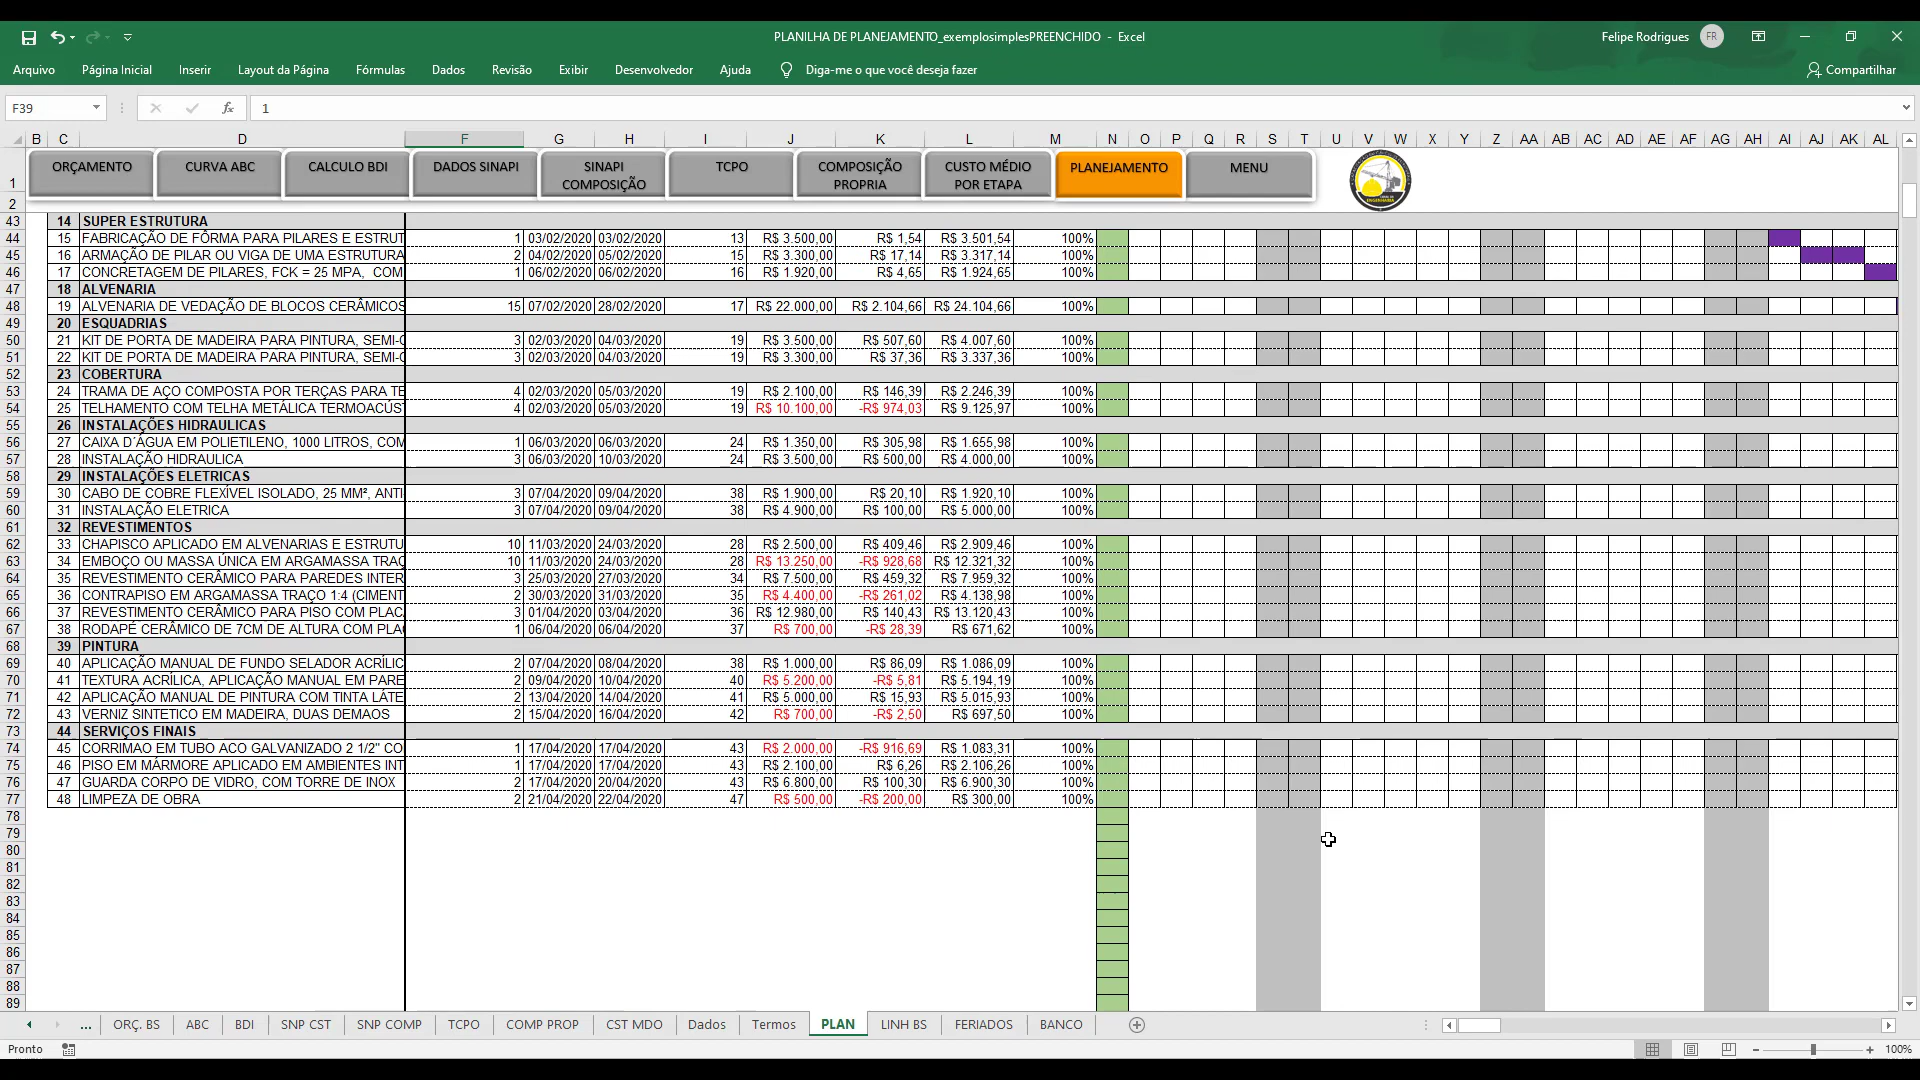 PLANILHA DE PLANEJAMENTO_exemplosimplesPREENCHIDO - Excel
Felipe Rodrigues FR
Arquivo Página Inicial Inserir Layout da Página Fórmulas Dados Revisão Exibir Desenvolvedor Ajuda Diga-me o que você deseja fazer Compartilhar
F39 fx 1
B C D F G H I J K L M N O P Q R S T U V W X Y Z AA AB AC AD AE AF AG AH AI AJ AK AL
ORÇAMENTO CURVA ABC CALCULO BDI DADOS SINAPI SINAPI COMPOSIÇÃO TCPO COMPOSIÇÃO PROPRIA CUSTO MÉDIO POR ETAPA PLANEJAMENTO MENU
1
2
43 14 SUPER ESTRUTURA
44 15 FABRICAÇÃO DE FÔRMA PARA PILARES E ESTRUT 1 03/02/2020 03/02/2020 13 R$ 3.500,00 R$ 1,54 R$ 3.501,54 100%
45 16 ARMAÇÃO DE PILAR OU VIGA DE UMA ESTRUTURA 2 04/02/2020 05/02/2020 15 R$ 3.300,00 R$ 17,14 R$ 3.317,14 100%
46 17 CONCRETAGEM DE PILARES, FCK = 25 MPA, COM 1 06/02/2020 06/02/2020 16 R$ 1.920,00 R$ 4,65 R$ 1.924,65 100%
47 18 ALVENARIA
48 19 ALVENARIA DE VEDAÇÃO DE BLOCOS CERÂMICOS 15 07/02/2020 28/02/2020 17 R$ 22.000,00 R$ 2.104,66 R$ 24.104,66 100%
49 20 ESQUADRIAS
50 21 KIT DE PORTA DE MADEIRA PARA PINTURA, SEMI-O 3 02/03/2020 04/03/2020 19 R$ 3.500,00 R$ 507,60 R$ 4.007,60 100%
51 22 KIT DE PORTA DE MADEIRA PARA PINTURA, SEMI-O 3 02/03/2020 04/03/2020 19 R$ 3.300,00 R$ 37,36 R$ 3.337,36 100%
52 23 COBERTURA
53 24 TRAMA DE AÇO COMPOSTA POR TERÇAS PARA TE 4 02/03/2020 05/03/2020 19 R$ 2.100,00 R$ 146,39 R$ 2.246,39 100%
54 25 TELHAMENTO COM TELHA METÁLICA TERMOACÚST 4 02/03/2020 05/03/2020 19 R$ 10.100,00 -R$ 974,03 R$ 9.125,97 100%
55 26 INSTALAÇÕES HIDRAULICAS
56 27 CAIXA D´ÁGUA EM POLIETILENO, 1000 LITROS, COM 1 06/03/2020 06/03/2020 24 R$ 1.350,00 R$ 305,98 R$ 1.655,98 100%
57 28 INSTALAÇÃO HIDRAULICA 3 06/03/2020 10/03/2020 24 R$ 3.500,00 R$ 500,00 R$ 4.000,00 100%
58 29 INSTALAÇÕES ELETRICAS
59 30 CABO DE COBRE FLEXÍVEL ISOLADO, 25 MM², ANTI 3 07/04/2020 09/04/2020 38 R$ 1.900,00 R$ 20,10 R$ 1.920,10 100%
60 31 INSTALAÇÃO ELETRICA 3 07/04/2020 09/04/2020 38 R$ 4.900,00 R$ 100,00 R$ 5.000,00 100%
61 32 REVESTIMENTOS
62 33 CHAPISCO APLICADO EM ALVENARIAS E ESTRUTU 10 11/03/2020 24/03/2020 28 R$ 2.500,00 R$ 409,46 R$ 2.909,46 100%
63 34 EMBOÇO OU MASSA ÚNICA EM ARGAMASSA TRAÇ 10 11/03/2020 24/03/2020 28 R$ 13.250,00 -R$ 928,68 R$ 12.321,32 100%
64 35 REVESTIMENTO CERÂMICO PARA PAREDES INTER 3 25/03/2020 27/03/2020 34 R$ 7.500,00 R$ 459,32 R$ 7.959,32 100%
65 36 CONTRAPISO EM ARGAMASSA TRAÇO 1:4 (CIMENT 2 30/03/2020 31/03/2020 35 R$ 4.400,00 -R$ 261,02 R$ 4.138,98 100%
66 37 REVESTIMENTO CERÂMICO PARA PISO COM PLAC 3 01/04/2020 03/04/2020 36 R$ 12.980,00 R$ 140,43 R$ 13.120,43 100%
67 38 RODAPÉ CERÂMICO DE 7CM DE ALTURA COM PLA 1 06/04/2020 06/04/2020 37 R$ 700,00 -R$ 28,39 R$ 671,62 100%
68 39 PINTURA
69 40 APLICAÇÃO MANUAL DE FUNDO SELADOR ACRÍLIC 2 07/04/2020 08/04/2020 38 R$ 1.000,00 R$ 86,09 R$ 1.086,09 100%
70 41 TEXTURA ACRÍLICA, APLICAÇÃO MANUAL EM PARE 2 09/04/2020 10/04/2020 40 R$ 5.200,00 -R$ 5,81 R$ 5.194,19 100%
71 42 APLICAÇÃO MANUAL DE PINTURA COM TINTA LÁTE 2 13/04/2020 14/04/2020 41 R$ 5.000,00 R$ 15,93 R$ 5.015,93 100%
72 43 VERNIZ SINTETICO EM MADEIRA, DUAS DEMAOS 2 15/04/2020 16/04/2020 42 R$ 700,00 -R$ 2,50 R$ 697,50 100%
73 44 SERVIÇOS FINAIS
74 45 CORRIMAO EM TUBO ACO GALVANIZADO 2 1/2" CO 1 17/04/2020 17/04/2020 43 R$ 2.000,00 -R$ 916,69 R$ 1.083,31 100%
75 46 PISO EM MÁRMORE APLICADO EM AMBIENTES INT 1 17/04/2020 17/04/2020 43 R$ 2.100,00 R$ 6,26 R$ 2.106,26 100%
76 47 GUARDA CORPO DE VIDRO, COM TORRE DE INOX 2 17/04/2020 20/04/2020 43 R$ 6.800,00 R$ 100,30 R$ 6.900,30 100%
77 48 LIMPEZA DE OBRA 2 21/04/2020 22/04/2020 47 R$ 500,00 -R$ 200,00 R$ 300,00 100%
78
79
80
81
82
83
84
85
86
87
88
89
... ORÇ. BS ABC BDI SNP CST SNP COMP TCPO COMP PROP CST MDO Dados Termos PLAN LINH BS FERIADOS BANCO
Pronto 100%